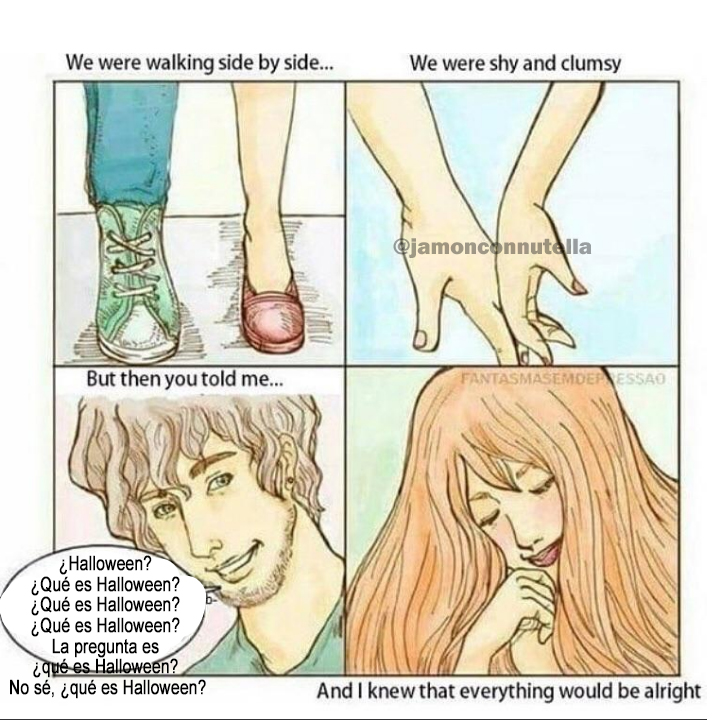 We were walking side by side...
We were shy and clumsy
@jamonconnutella
But then you told me...
FANTASMASEMDEPRESSAO
¿Halloween?
¿Qué es Halloween?
¿Qué es Halloween?
¿Qué es Halloween?
La pregunta es
¿qué es Halloween?
No sé, ¿qué es Halloween?
And I knew that everything would be alright